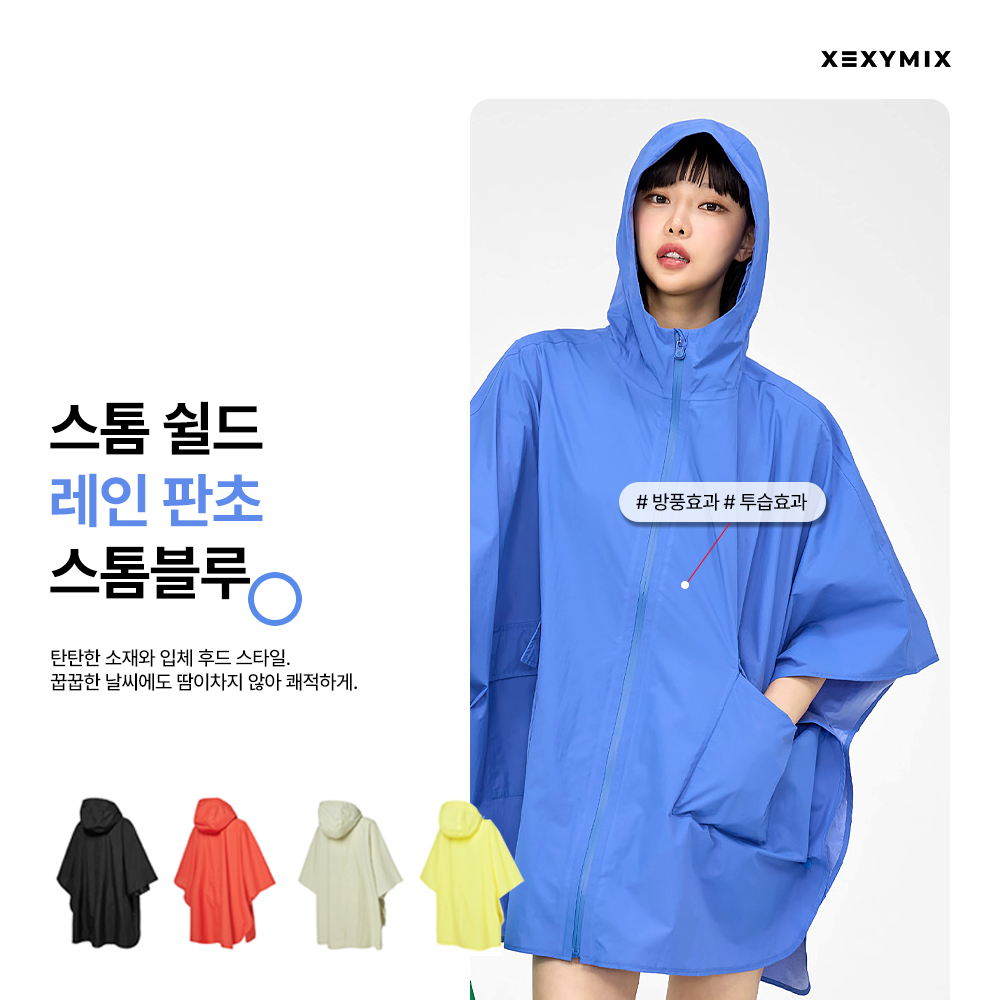 XEXYMIX
스톰 쉴드
레인 판초
스톰블루
# 방풍효과 # 투습효과
탄탄한 소재와 입체 후드 스타일.
꿉꿉한 날씨에도 땀이차지 않아 쾌적하게.